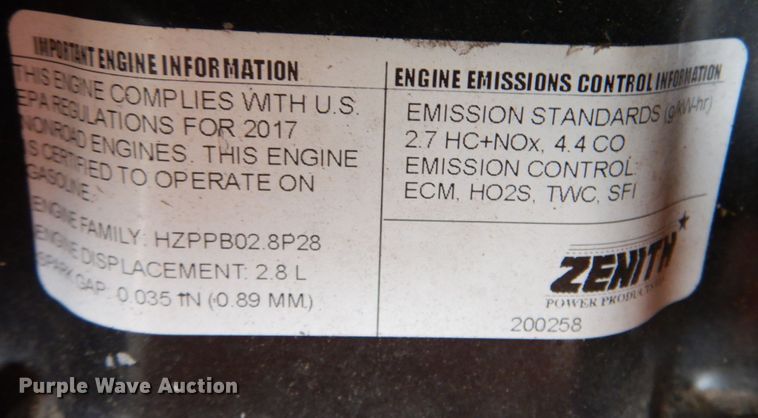 IMPORTANT ENGINE INFORMATION
THIS ENGINE COMPLIES WITH U.S.
EPA REGULATIONS FOR 2017
NONROAD ENGINES. THIS ENGINE
IS CERTIFIED TO OPERATE ON
GASOLINE.
ENGINE FAMILY: HZPPB02.8P28
ENGINE DISPLACEMENT: 2.8 L
SPARK GAP: 0.035 IN (0.89 MM)
ENGINE EMISSIONS CONTROL INFORMATION
EMISSION STANDARDS (g/kW-hr)
2.7 HC+NOx, 4.4 CO
EMISSION CONTROL:
ECM, HO2S, TWC, SFI
ZENITH
POWER PRODUCTS
200258
Purple Wave Auction